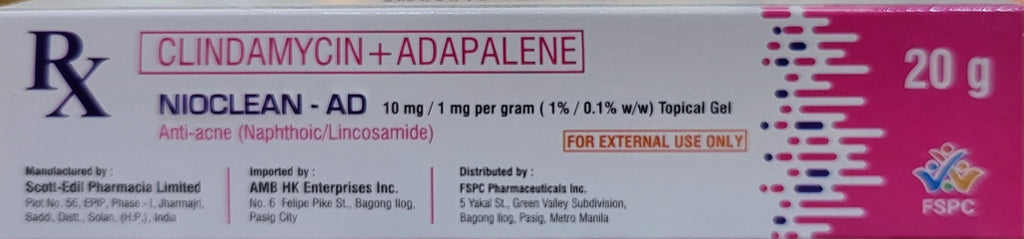 Rx
CLINDAMYCIN+ADAPALENE
NIOCLEAN - AD 10 mg / 1 mg per gram ( 1% / 0.1% w/w) Topical Gel
Anti-acne (Naphthoic/Lincosamide)
FOR EXTERNAL USE ONLY
20 g
Manufactured by :
Scott-Edil Pharmacia Limited
Plot No. 56, EPIP, Phase - I, Jharmajri,
Baddi, Distt., Solan, (H.P.), India
Imported by :
AMB HK Enterprises Inc.
No. 6 Felipe Pike St., Bagong Ilog,
Pasig City
Distributed by :
FSPC Pharmaceuticals Inc.
5 Yakal St., Green Valley Subdivision,
Bagong Ilog, Pasig, Metro Manila
FSPC